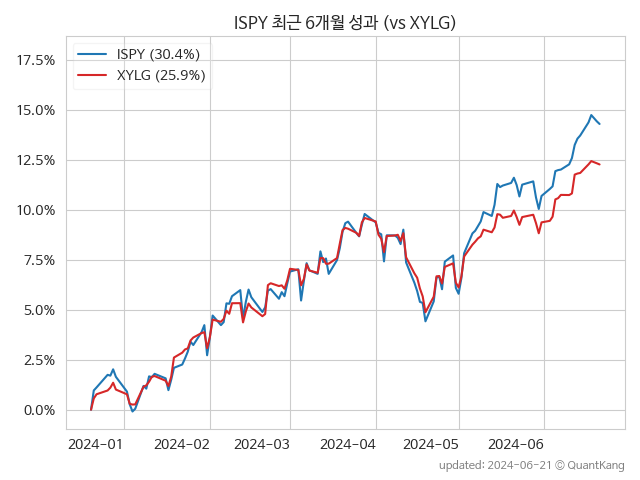 ISPY 최근 6개월 성과 (vs XYLG)
ISPY (30.4%)
XYLG (25.9%)
17.5%
15.0%
12.5%
10.0%
7.5%
5.0%
2.5%
0.0%
2024-01 2024-02 2024-03 2024-04 2024-05 2024-06
updated: 2024-06-21 © QuantKang